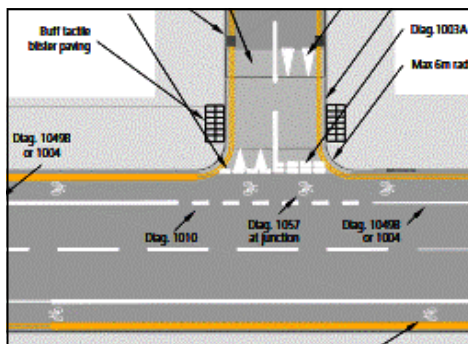 Buff tactile
blister paving
Diag.1003A
Max 6m rad
Diag. 1049B
or 1004
Diag. 1010
Diag. 1057
at junction
Diag. 1049B
or 1004